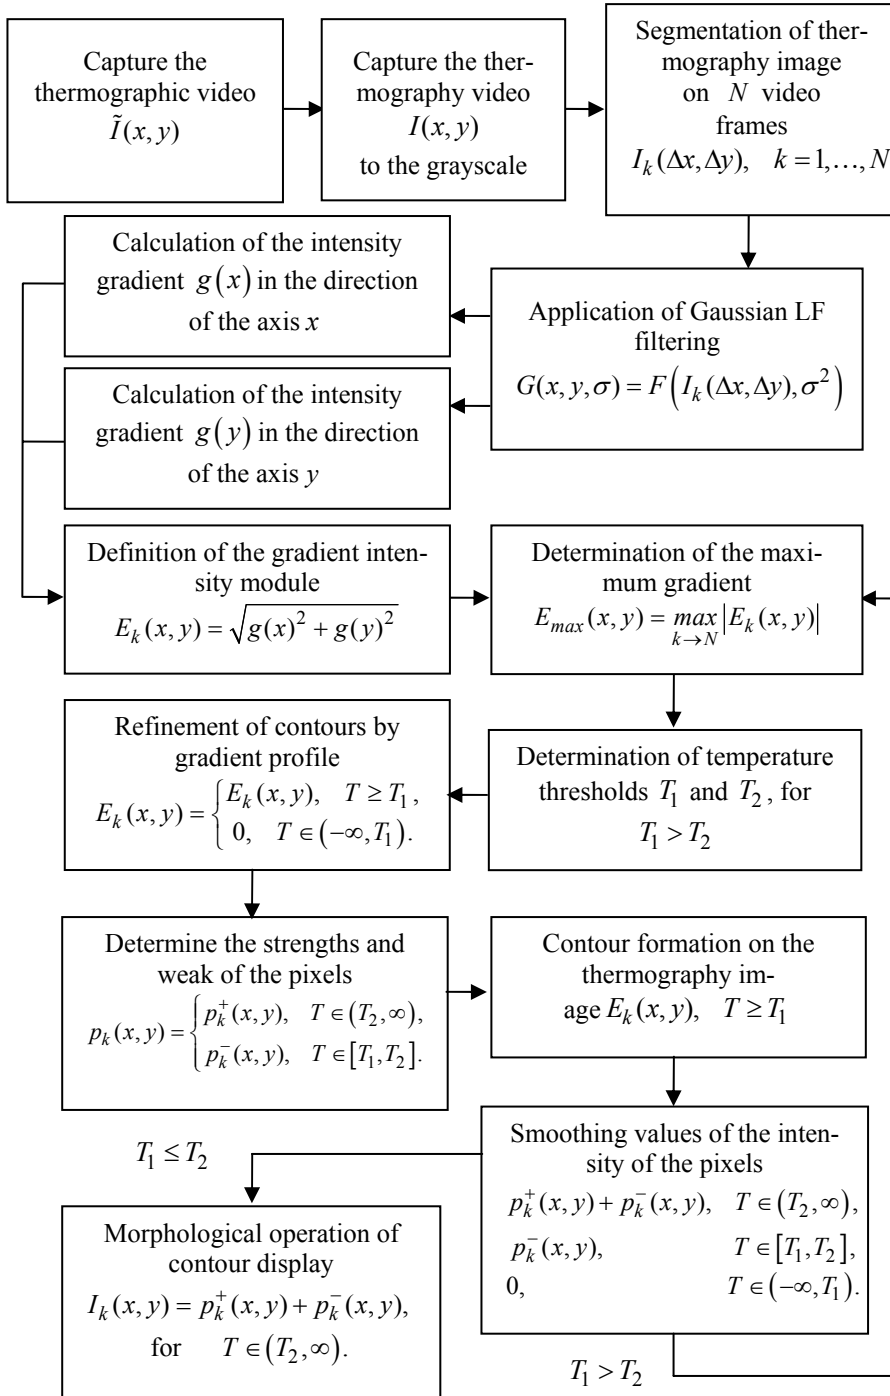 Capture the
thermographic video
Ĩ(x, y)
Capture the ther-
mography video
I(x, y)
to the grayscale
Segmentation of ther-
mography image
on N video
frames
I_k(Δx,Δy), k = 1,…,N
Calculation of the intensity
gradient g(x) in the direction
of the axis x
Application of Gaussian LF
filtering
G(x, y,σ) = F(I_k(Δx,Δy),σ²)
Calculation of the intensity
gradient g(y) in the direction
of the axis y
Definition of the gradient inten-
sity module
E_k(x, y) = √(g(x)² + g(y)²)
Determination of the maxi-
mum gradient
E_max(x, y) = max_{k→N} |E_k(x, y)|
Refinement of contours by
gradient profile
E_k(x, y) = { E_k(x, y), T ≥ T₁,
0, T ∈ (−∞,T₁).
Determination of temperature
thresholds T₁ and T₂, for
T₁ > T₂
Determine the strengths and
weak of the pixels
p_k(x, y) = { p_k⁺(x, y), T ∈ (T₂,∞),
p_k⁻(x, y), T ∈ [T₁,T₂].
Contour formation on the
thermography im-
age E_k(x, y), T ≥ T₁
Smoothing values of the inten-
sity of the pixels
p_k⁺(x, y) + p_k⁻(x, y), T ∈ (T₂,∞),
p_k⁻(x, y), T ∈ [T₁,T₂],
0, T ∈ (−∞,T₁).
T₁ ≤ T₂
Morphological operation of
contour display
I_k(x, y) = p_k⁺(x, y) + p_k⁻(x, y),
for T ∈ (T₂,∞).
T₁ > T₂